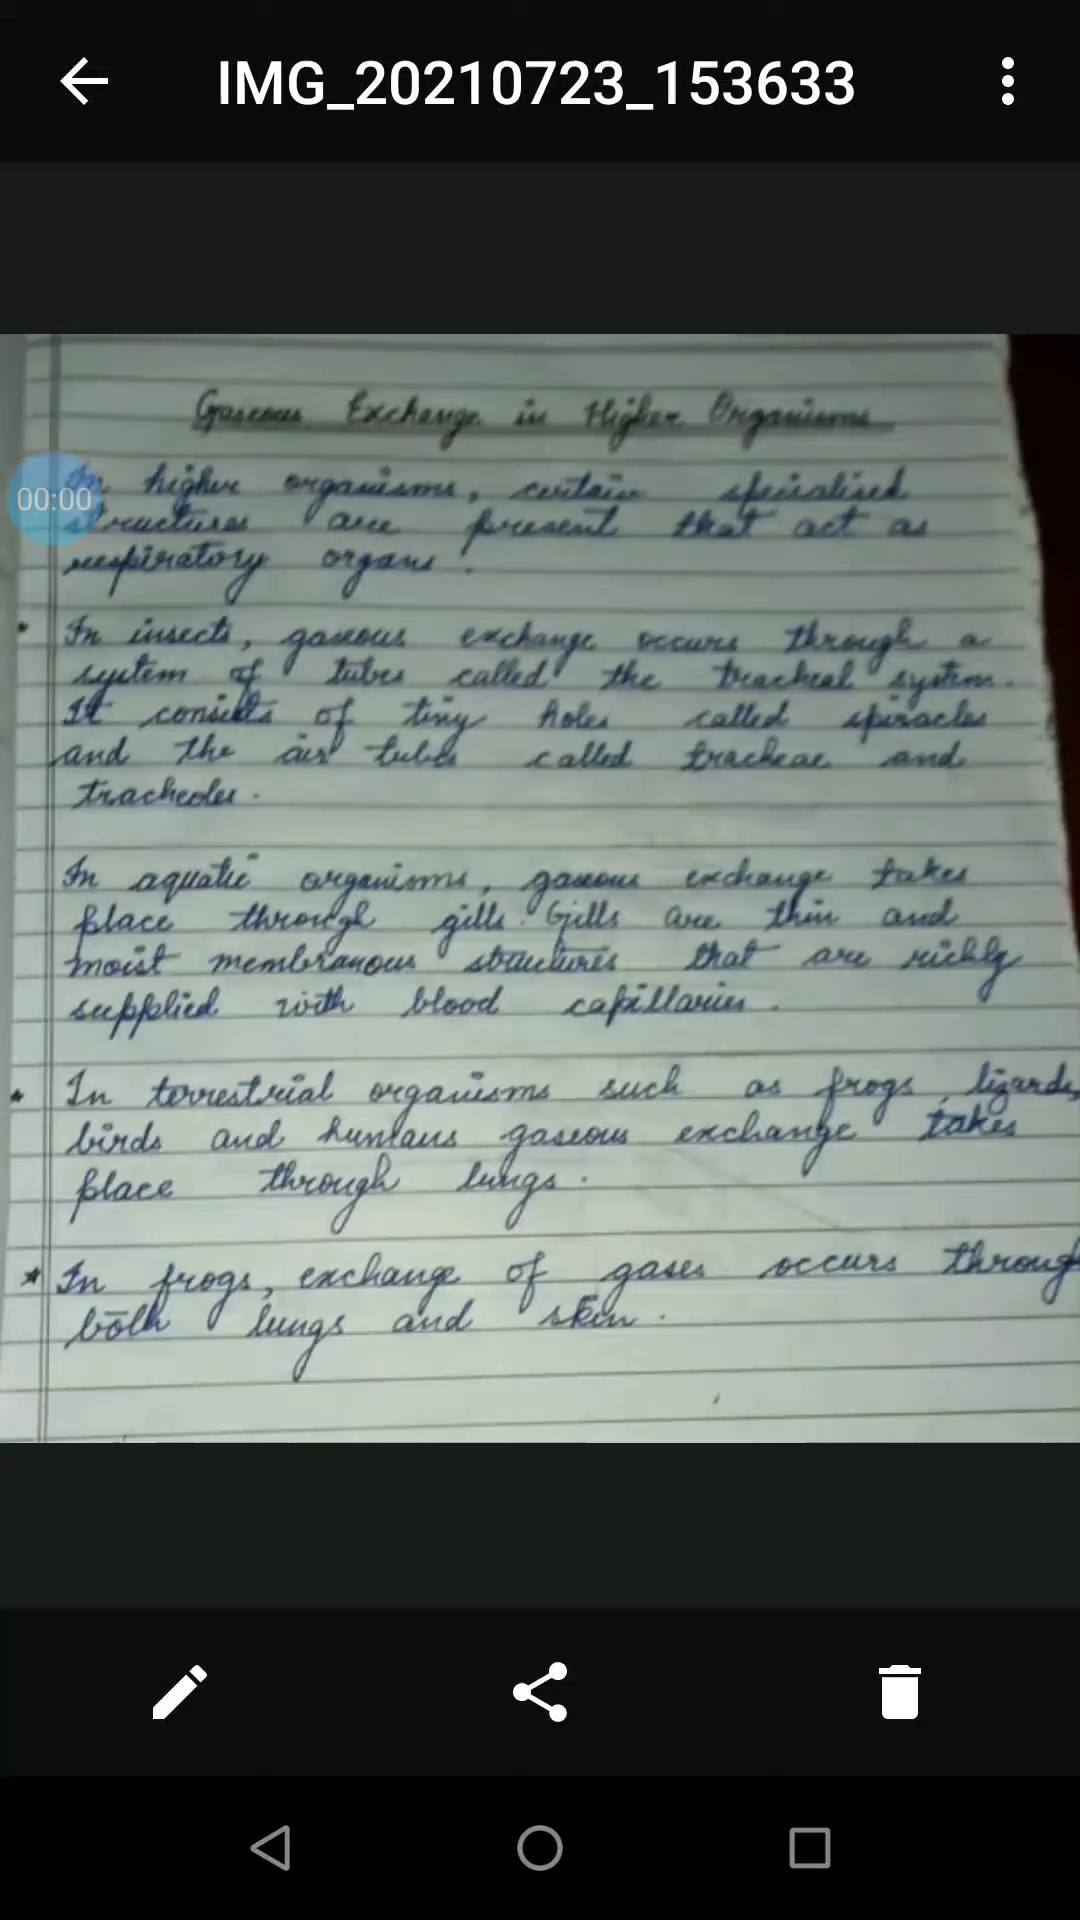 IMG_20210723_153633
Gaseous Exchange in Higher Organisms
00:00
In higher organisms, certain specialised
structures are present that act as
respiratory organs.
In insects, gaseous exchange occurs through a
system of tubes called the tracheal system.
It consists of tiny holes called spiracles
and the air tubes called tracheae and
tracheoles.
In aquatic organisms, gaseous exchange takes
place through gills. Gills are thin and
moist membranous structures that are richly
supplied with blood capillaries.
In terrestrial organisms such as frogs, lizards,
birds and humans gaseous exchange takes
place through lungs.
In frogs, exchange of gases occurs through
both lungs and skin.